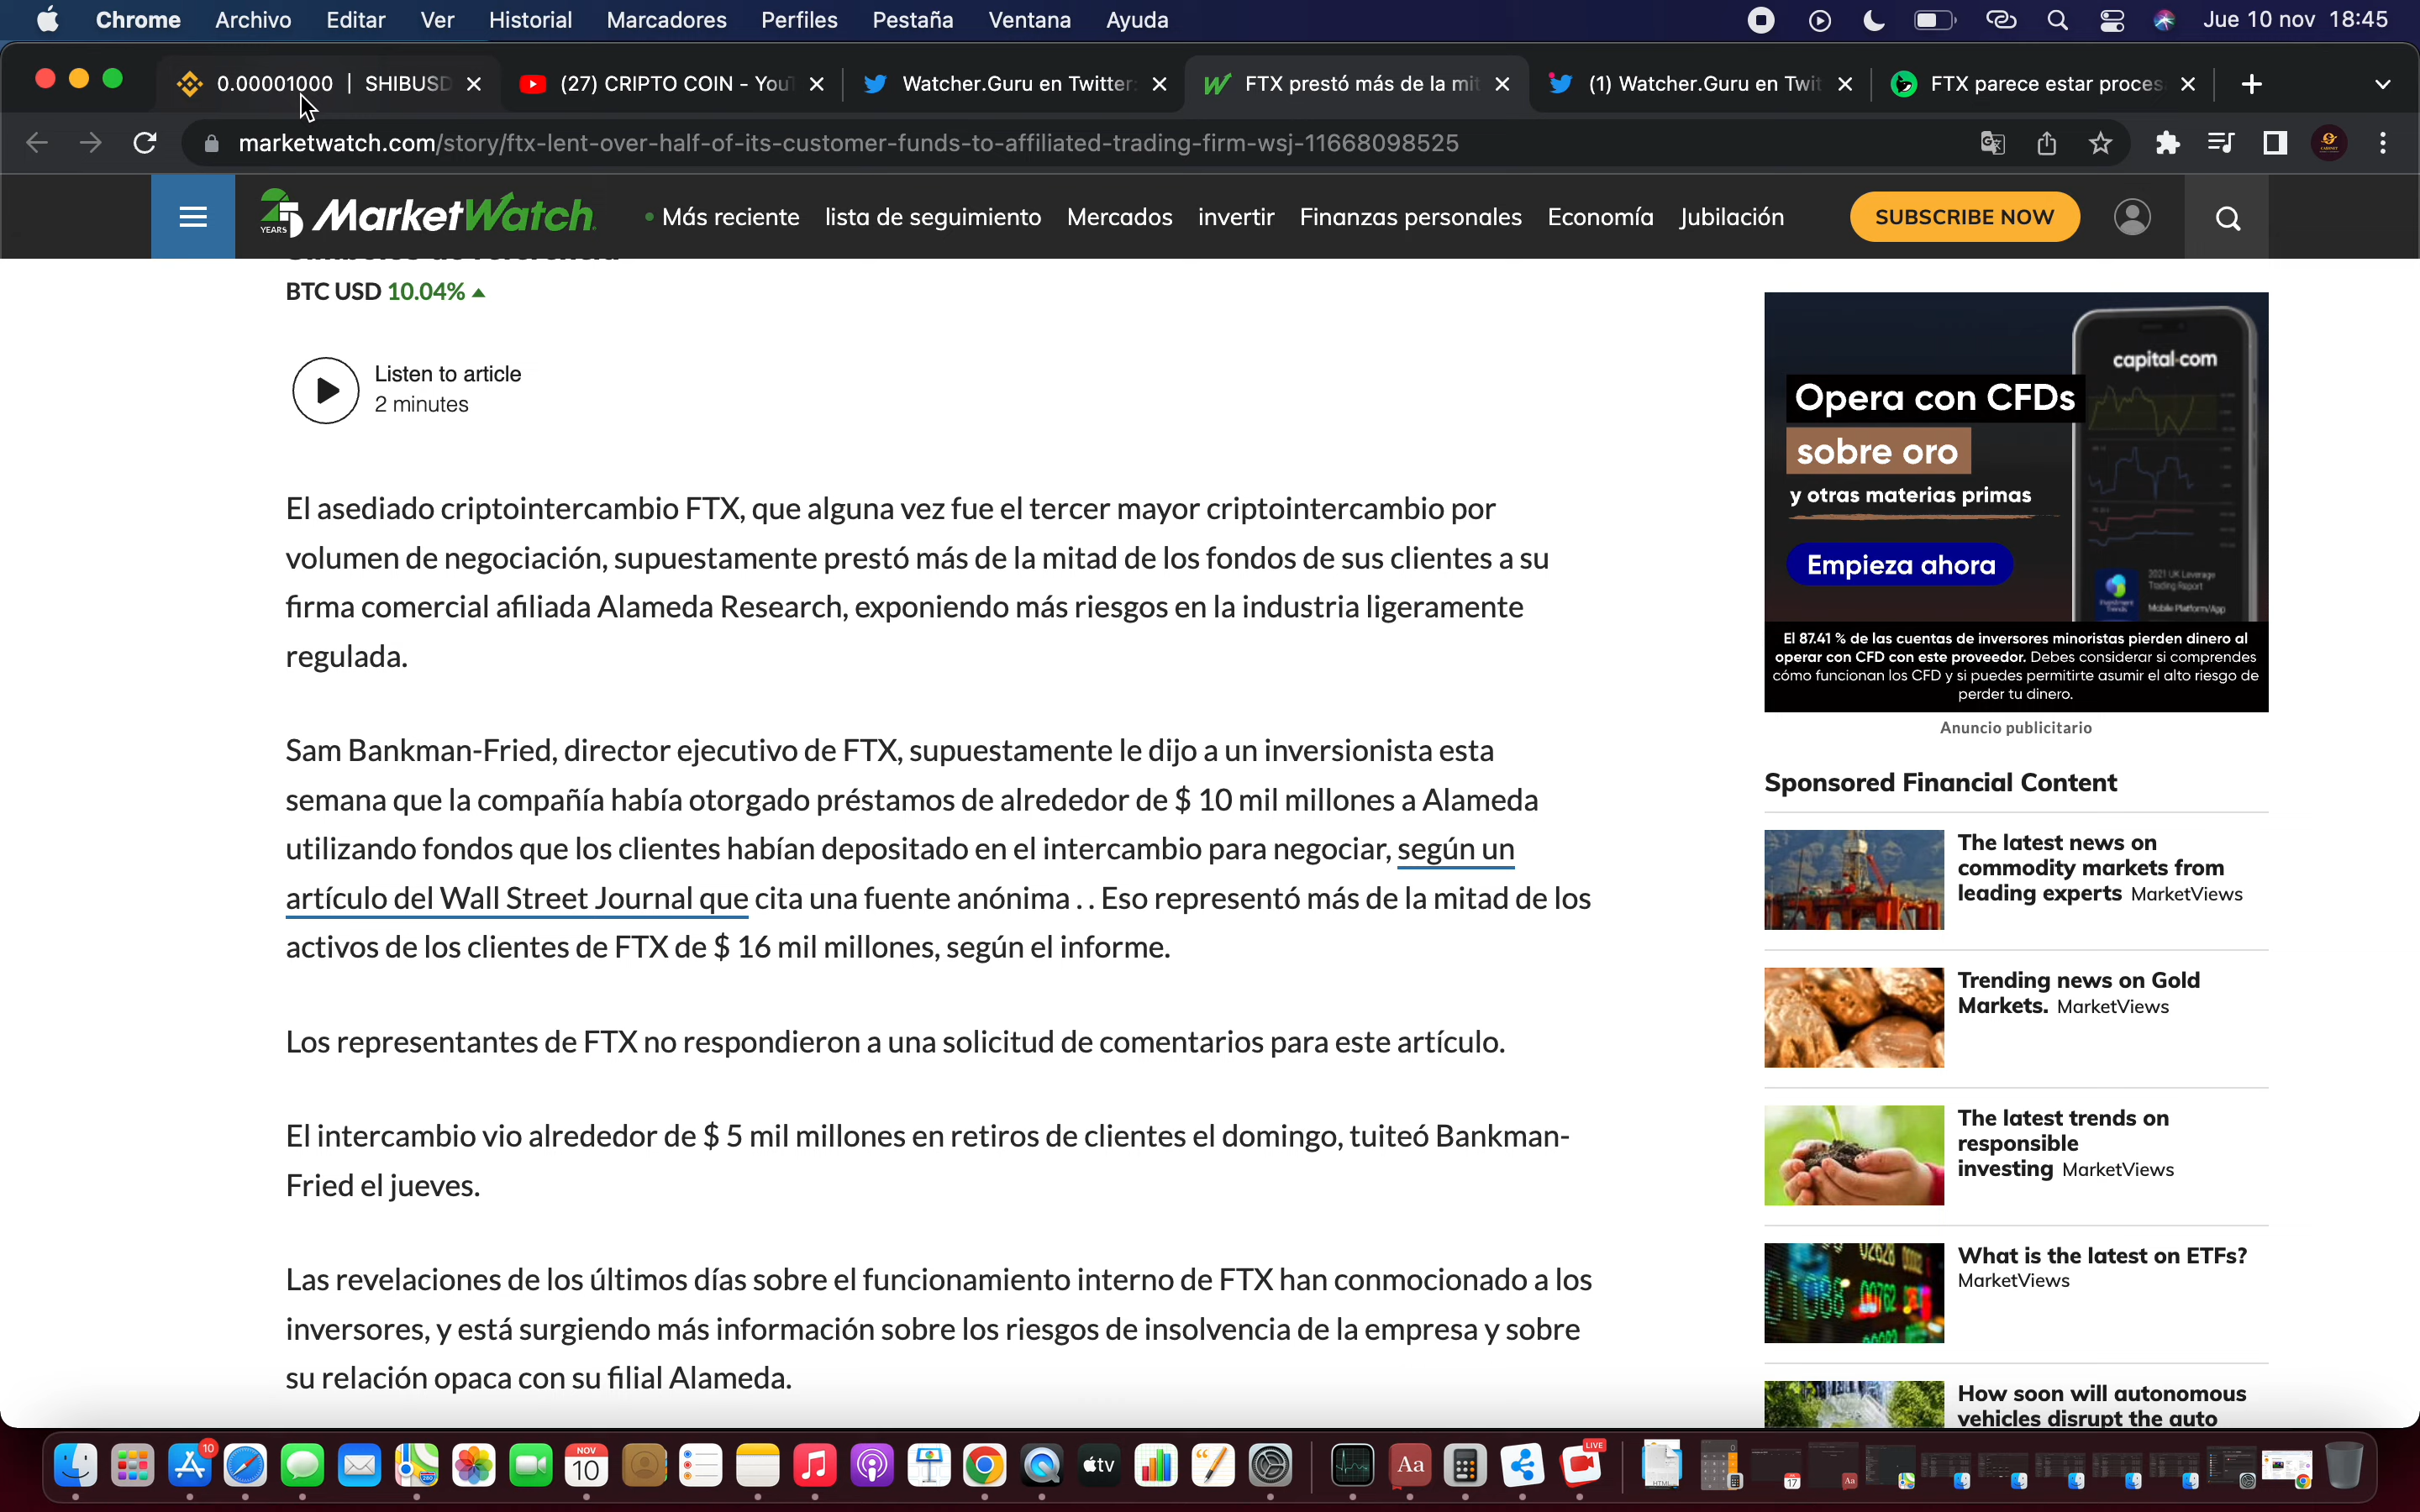 Chrome Archivo Editar Ver Historial Marcadores Perfiles Pestaña Ventana Ayuda Jue 10 nov 18:45
0.00001000 | SHIBUSD (27) CRIPTO COIN - You Watcher.Guru en Twitter: FTX prestó más de la mit (1) Watcher.Guru en Twit FTX parece estar proces
marketwatch.com/story/ftx-lent-over-half-of-its-customer-funds-to-affiliated-trading-firm-wsj-11668098525
25 YEARS MarketWatch Más reciente lista de seguimiento Mercados invertir Finanzas personales Economía Jubilación SUBSCRIBE NOW
BTC USD 10.04%
Listen to article
2 minutes
El asediado criptointercambio FTX, que alguna vez fue el tercer mayor criptointercambio por
volumen de negociación, supuestamente prestó más de la mitad de los fondos de sus clientes a su
firma comercial afiliada Alameda Research, exponiendo más riesgos en la industria ligeramente
regulada.
Sam Bankman-Fried, director ejecutivo de FTX, supuestamente le dijo a un inversionista esta
semana que la compañía había otorgado préstamos de alrededor de $ 10 mil millones a Alameda
utilizando fondos que los clientes habían depositado en el intercambio para negociar, según un
artículo del Wall Street Journal que cita una fuente anónima . . Eso representó más de la mitad de los
activos de los clientes de FTX de $ 16 mil millones, según el informe.
Los representantes de FTX no respondieron a una solicitud de comentarios para este artículo.
El intercambio vio alrededor de $ 5 mil millones en retiros de clientes el domingo, tuiteó Bankman-
Fried el jueves.
Las revelaciones de los últimos días sobre el funcionamiento interno de FTX han conmocionado a los
inversores, y está surgiendo más información sobre los riesgos de insolvencia de la empresa y sobre
su relación opaca con su filial Alameda.
capital.com
Opera con CFDs
sobre oro
y otras materias primas
Empieza ahora
2021 UK Leverage
Trading Report
Mobile Platform/App
El 87.41 % de las cuentas de inversores minoristas pierden dinero al
operar con CFD con este proveedor. Debes considerar si comprendes
cómo funcionan los CFD y si puedes permitirte asumir el alto riesgo de
perder tu dinero.
Anuncio publicitario
Sponsored Financial Content
The latest news on
commodity markets from
leading experts MarketViews
Trending news on Gold
Markets. MarketViews
The latest trends on
responsible
investing MarketViews
What is the latest on ETFs?
MarketViews
How soon will autonomous
vehicles disrupt the auto
10
NOV
10
tv
Aa
LIVE